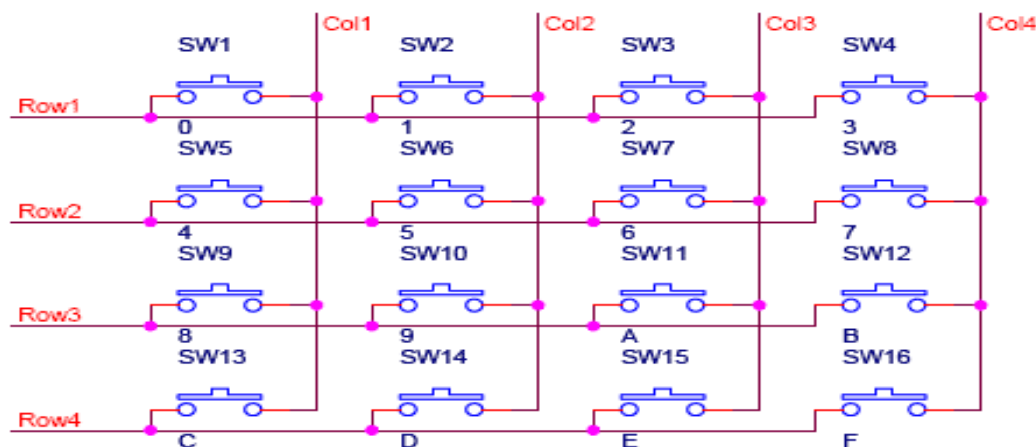 Col1 Col2 Col3 Col4
SW1 SW2 SW3 SW4
Row1
0 1 2 3
SW5 SW6 SW7 SW8
Row2
4 5 6 7
SW9 SW10 SW11 SW12
Row3
8 9 A B
SW13 SW14 SW15 SW16
Row4
C D E F